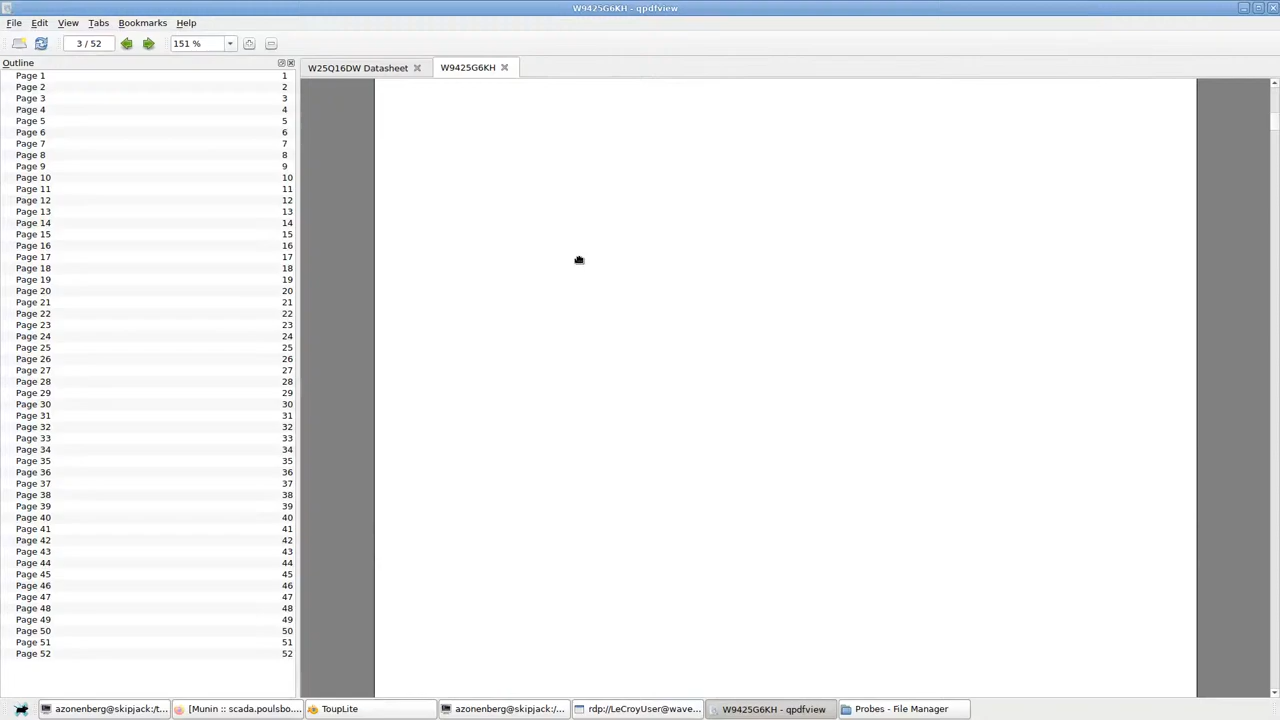 W9425G6KH - qpdfview
File Edit View Tabs Bookmarks Help
3 / 52 151 %
Outline
W25Q16DW Datasheet W9425G6KH
Page 1 1
Page 2 2
Page 3 3
Page 4 4
Page 5 5
Page 6 6
Page 7 7
Page 8 8
Page 9 9
Page 10 10
Page 11 11
Page 12 12
Page 13 13
Page 14 14
Page 15 15
Page 16 16
Page 17 17
Page 18 18
Page 19 19
Page 20 20
Page 21 21
Page 22 22
Page 23 23
Page 24 24
Page 25 25
Page 26 26
Page 27 27
Page 28 28
Page 29 29
Page 30 30
Page 31 31
Page 32 32
Page 33 33
Page 34 34
Page 35 35
Page 36 36
Page 37 37
Page 38 38
Page 39 39
Page 40 40
Page 41 41
Page 42 42
Page 43 43
Page 44 44
Page 45 45
Page 46 46
Page 47 47
Page 48 48
Page 49 49
Page 50 50
Page 51 51
Page 52 52
azonenberg@skipjack:/t... [Munin :: scada.poulsbo... ToupLite azonenberg@skipjack:/... rdp://LeCroyUser@wave... W9425G6KH - qpdfview Probes - File Manager